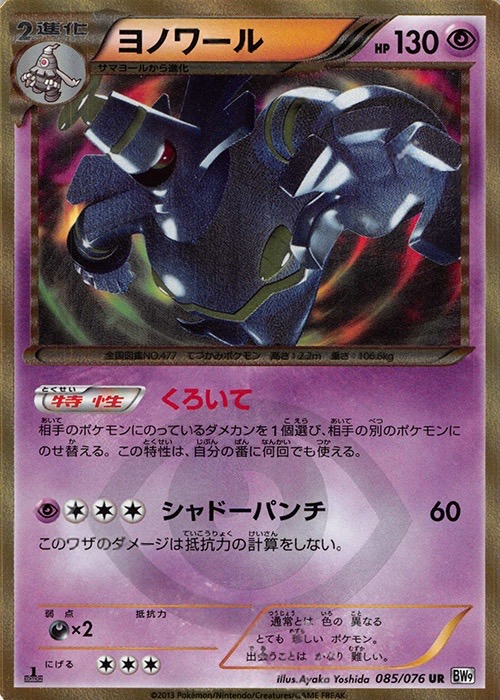 2進化 ヨノワール HP130
サマヨールから進化
全国図鑑NO.477 てづかみポケモン 高さ:2.2m 重さ:106.6kg
とくせい
特性 くろいて
相手のポケモンにのっているダメカンを1個選び、相手の別のポケモンに
のせ替える。この特性は、自分の番に何回でも使える。
シャドーパンチ 60
このワザのダメージは抵抗力の計算をしない。
弱点 抵抗力
×2
にげる
通常とは 色の 異なる
とても 珍しい ポケモン。
出会うことは かなり 難しい。
illus.Ayaka Yoshida 085/076 UR BW9
1
©2013 Pokémon/Nintendo/Creatures/GAME FREAK.